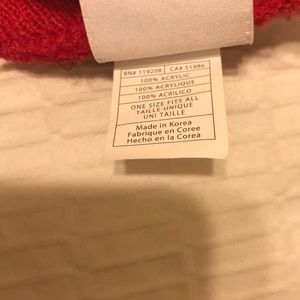 RN# 119208 CA# 51986
100% ACRYLIC
100% ACRYLIQUE
100% ACRILICO
ONE SIZE FITS ALL
TAILLE UNIQUE
UNI TAILLE
Made in Korea
Fabrique en Coree
Hecho en la Corea